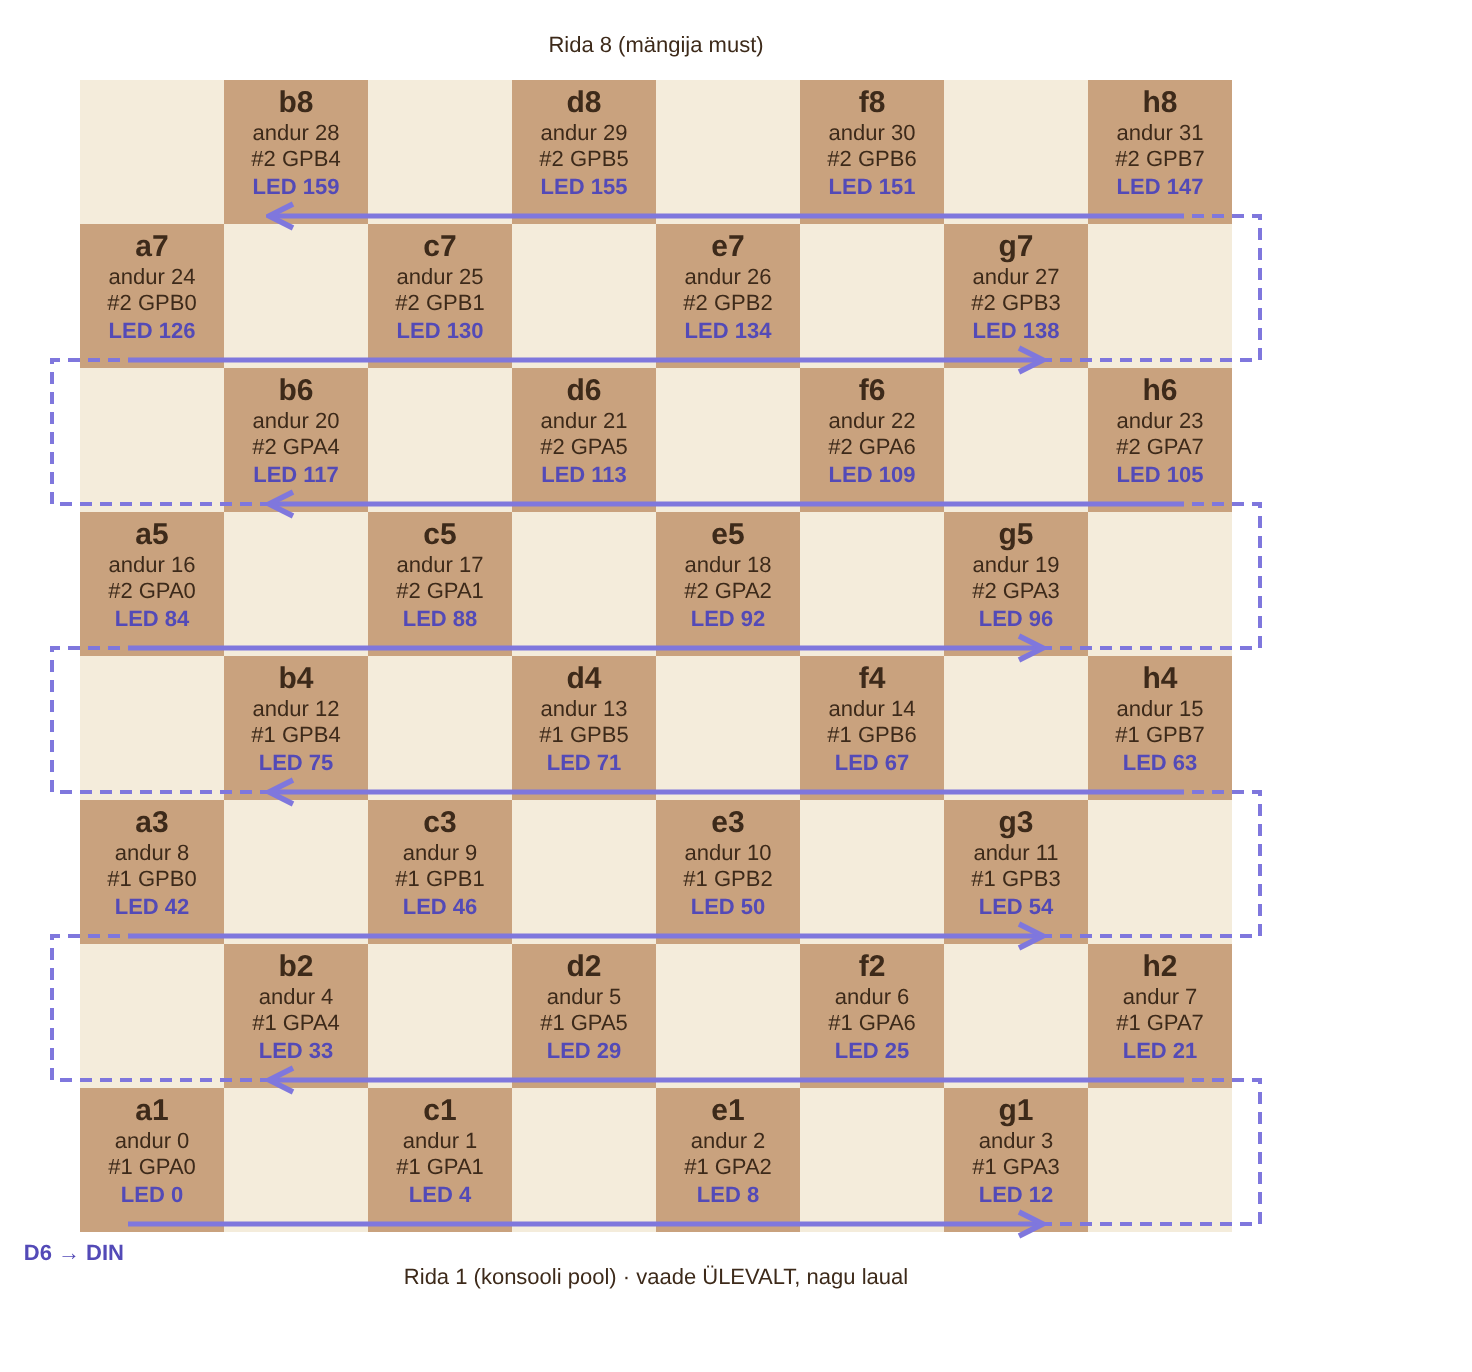 Rida 8 (mängija must)
b8 d8 f8 h8
andur 28 andur 29 andur 30 andur 31
#2 GPB4 #2 GPB5 #2 GPB6 #2 GPB7
LED 159 LED 155 LED 151 LED 147
a7 c7 e7 g7
andur 24 andur 25 andur 26 andur 27
#2 GPB0 #2 GPB1 #2 GPB2 #2 GPB3
LED 126 LED 130 LED 134 LED 138
b6 d6 f6 h6
andur 20 andur 21 andur 22 andur 23
#2 GPA4 #2 GPA5 #2 GPA6 #2 GPA7
LED 117 LED 113 LED 109 LED 105
a5 c5 e5 g5
andur 16 andur 17 andur 18 andur 19
#2 GPA0 #2 GPA1 #2 GPA2 #2 GPA3
LED 84 LED 88 LED 92 LED 96
b4 d4 f4 h4
andur 12 andur 13 andur 14 andur 15
#1 GPB4 #1 GPB5 #1 GPB6 #1 GPB7
LED 75 LED 71 LED 67 LED 63
a3 c3 e3 g3
andur 8 andur 9 andur 10 andur 11
#1 GPB0 #1 GPB1 #1 GPB2 #1 GPB3
LED 42 LED 46 LED 50 LED 54
b2 d2 f2 h2
andur 4 andur 5 andur 6 andur 7
#1 GPA4 #1 GPA5 #1 GPA6 #1 GPA7
LED 33 LED 29 LED 25 LED 21
a1 c1 e1 g1
andur 0 andur 1 andur 2 andur 3
#1 GPA0 #1 GPA1 #1 GPA2 #1 GPA3
LED 0 LED 4 LED 8 LED 12
D6 → DIN
Rida 1 (konsooli pool) · vaade ÜLEVALT, nagu laual